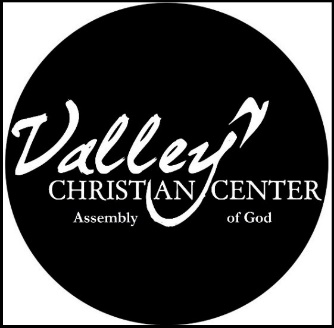 Valley
CHRISTIAN CENTER
Assembly of God